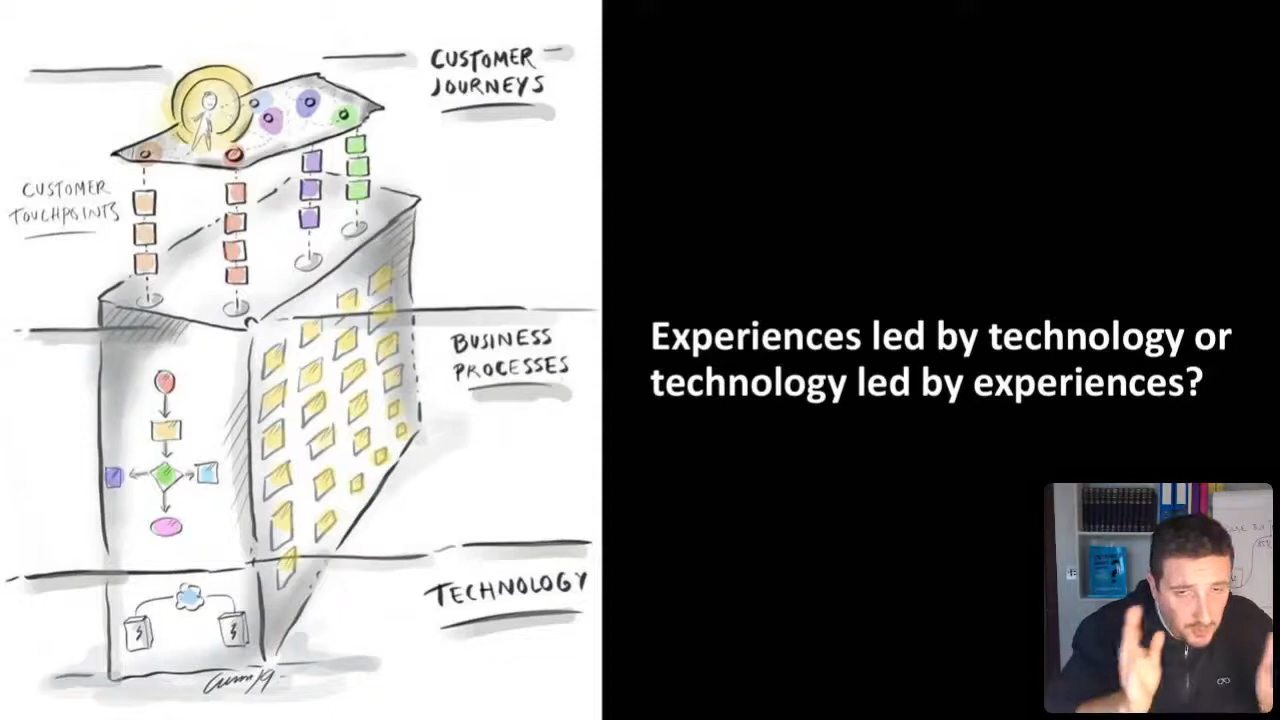 CUSTOMER
JOURNEYS
CUSTOMER
TOUCHPOINTS
BUSINESS
PROCESSES
TECHNOLOGY
Experiences led by technology or
technology led by experiences?